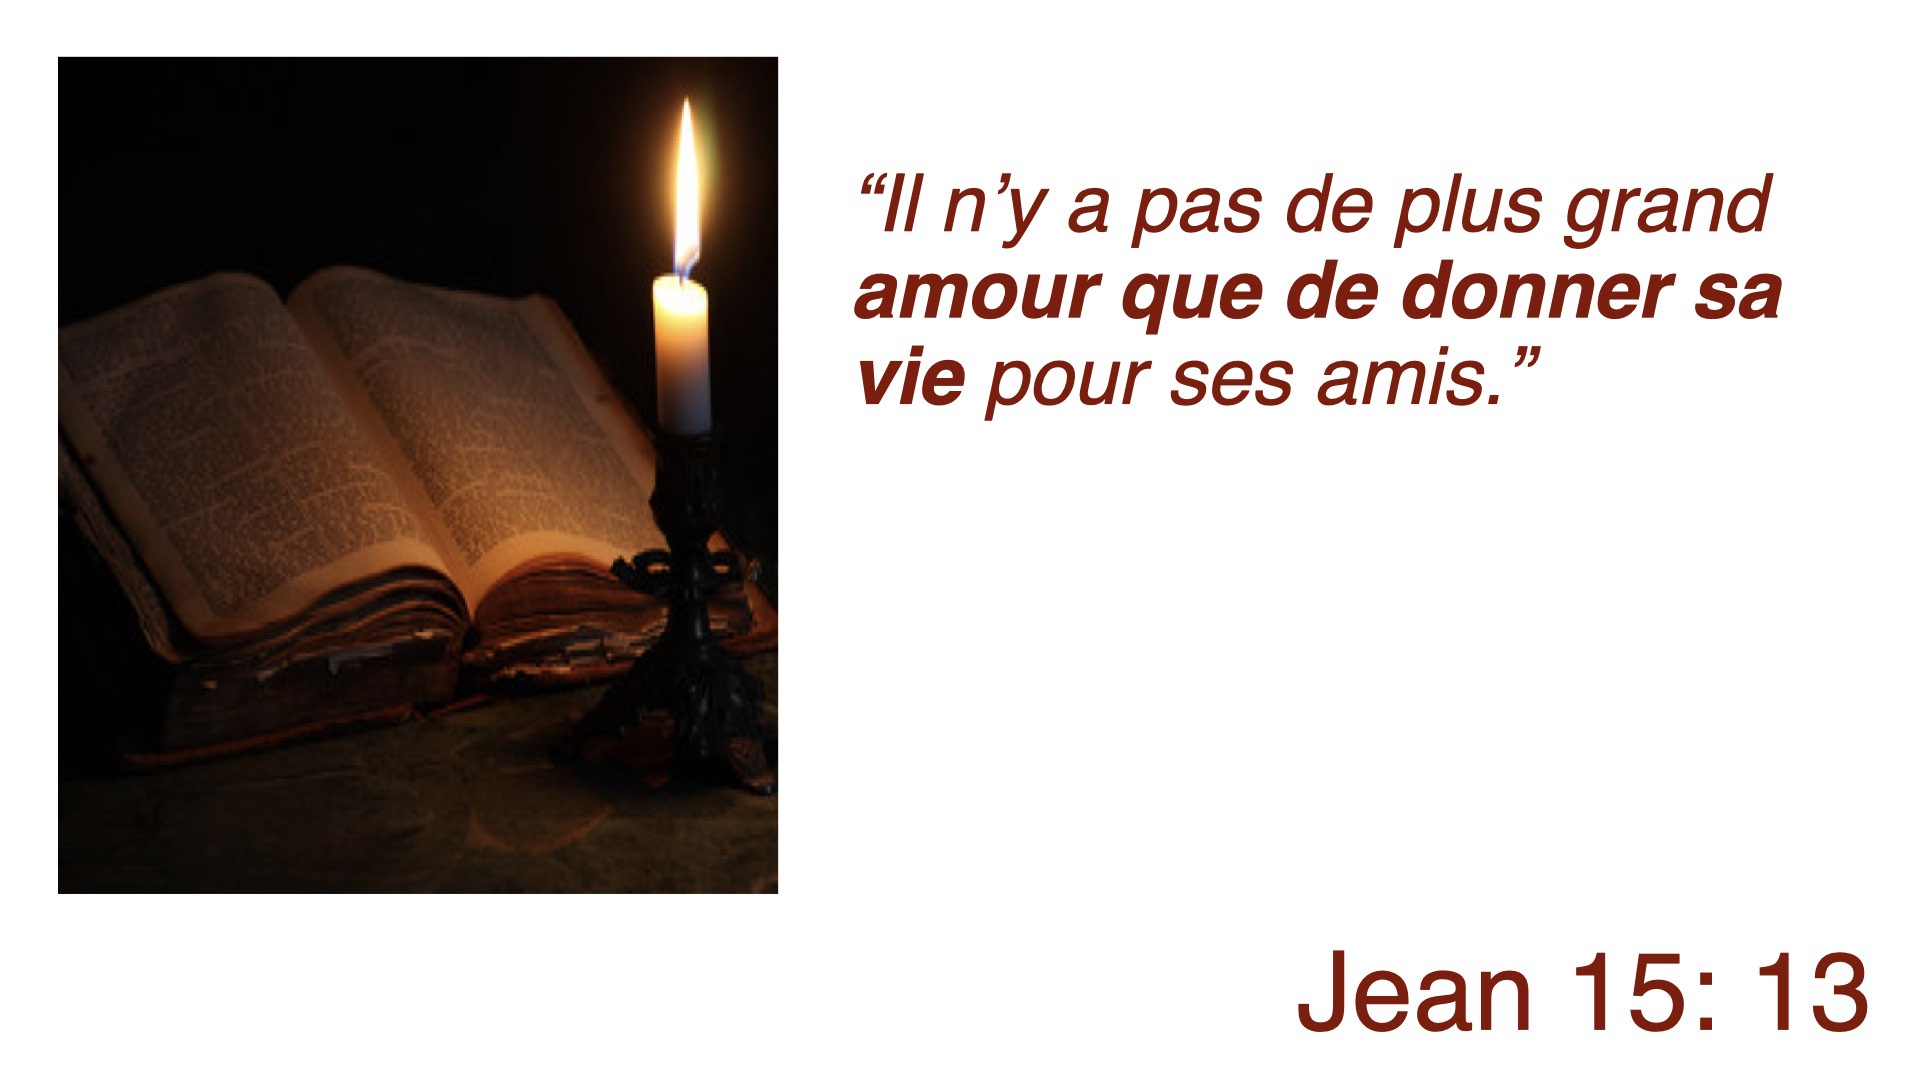 “Il n’y a pas de plus grand
amour que de donner sa
vie pour ses amis.”
Jean 15: 13